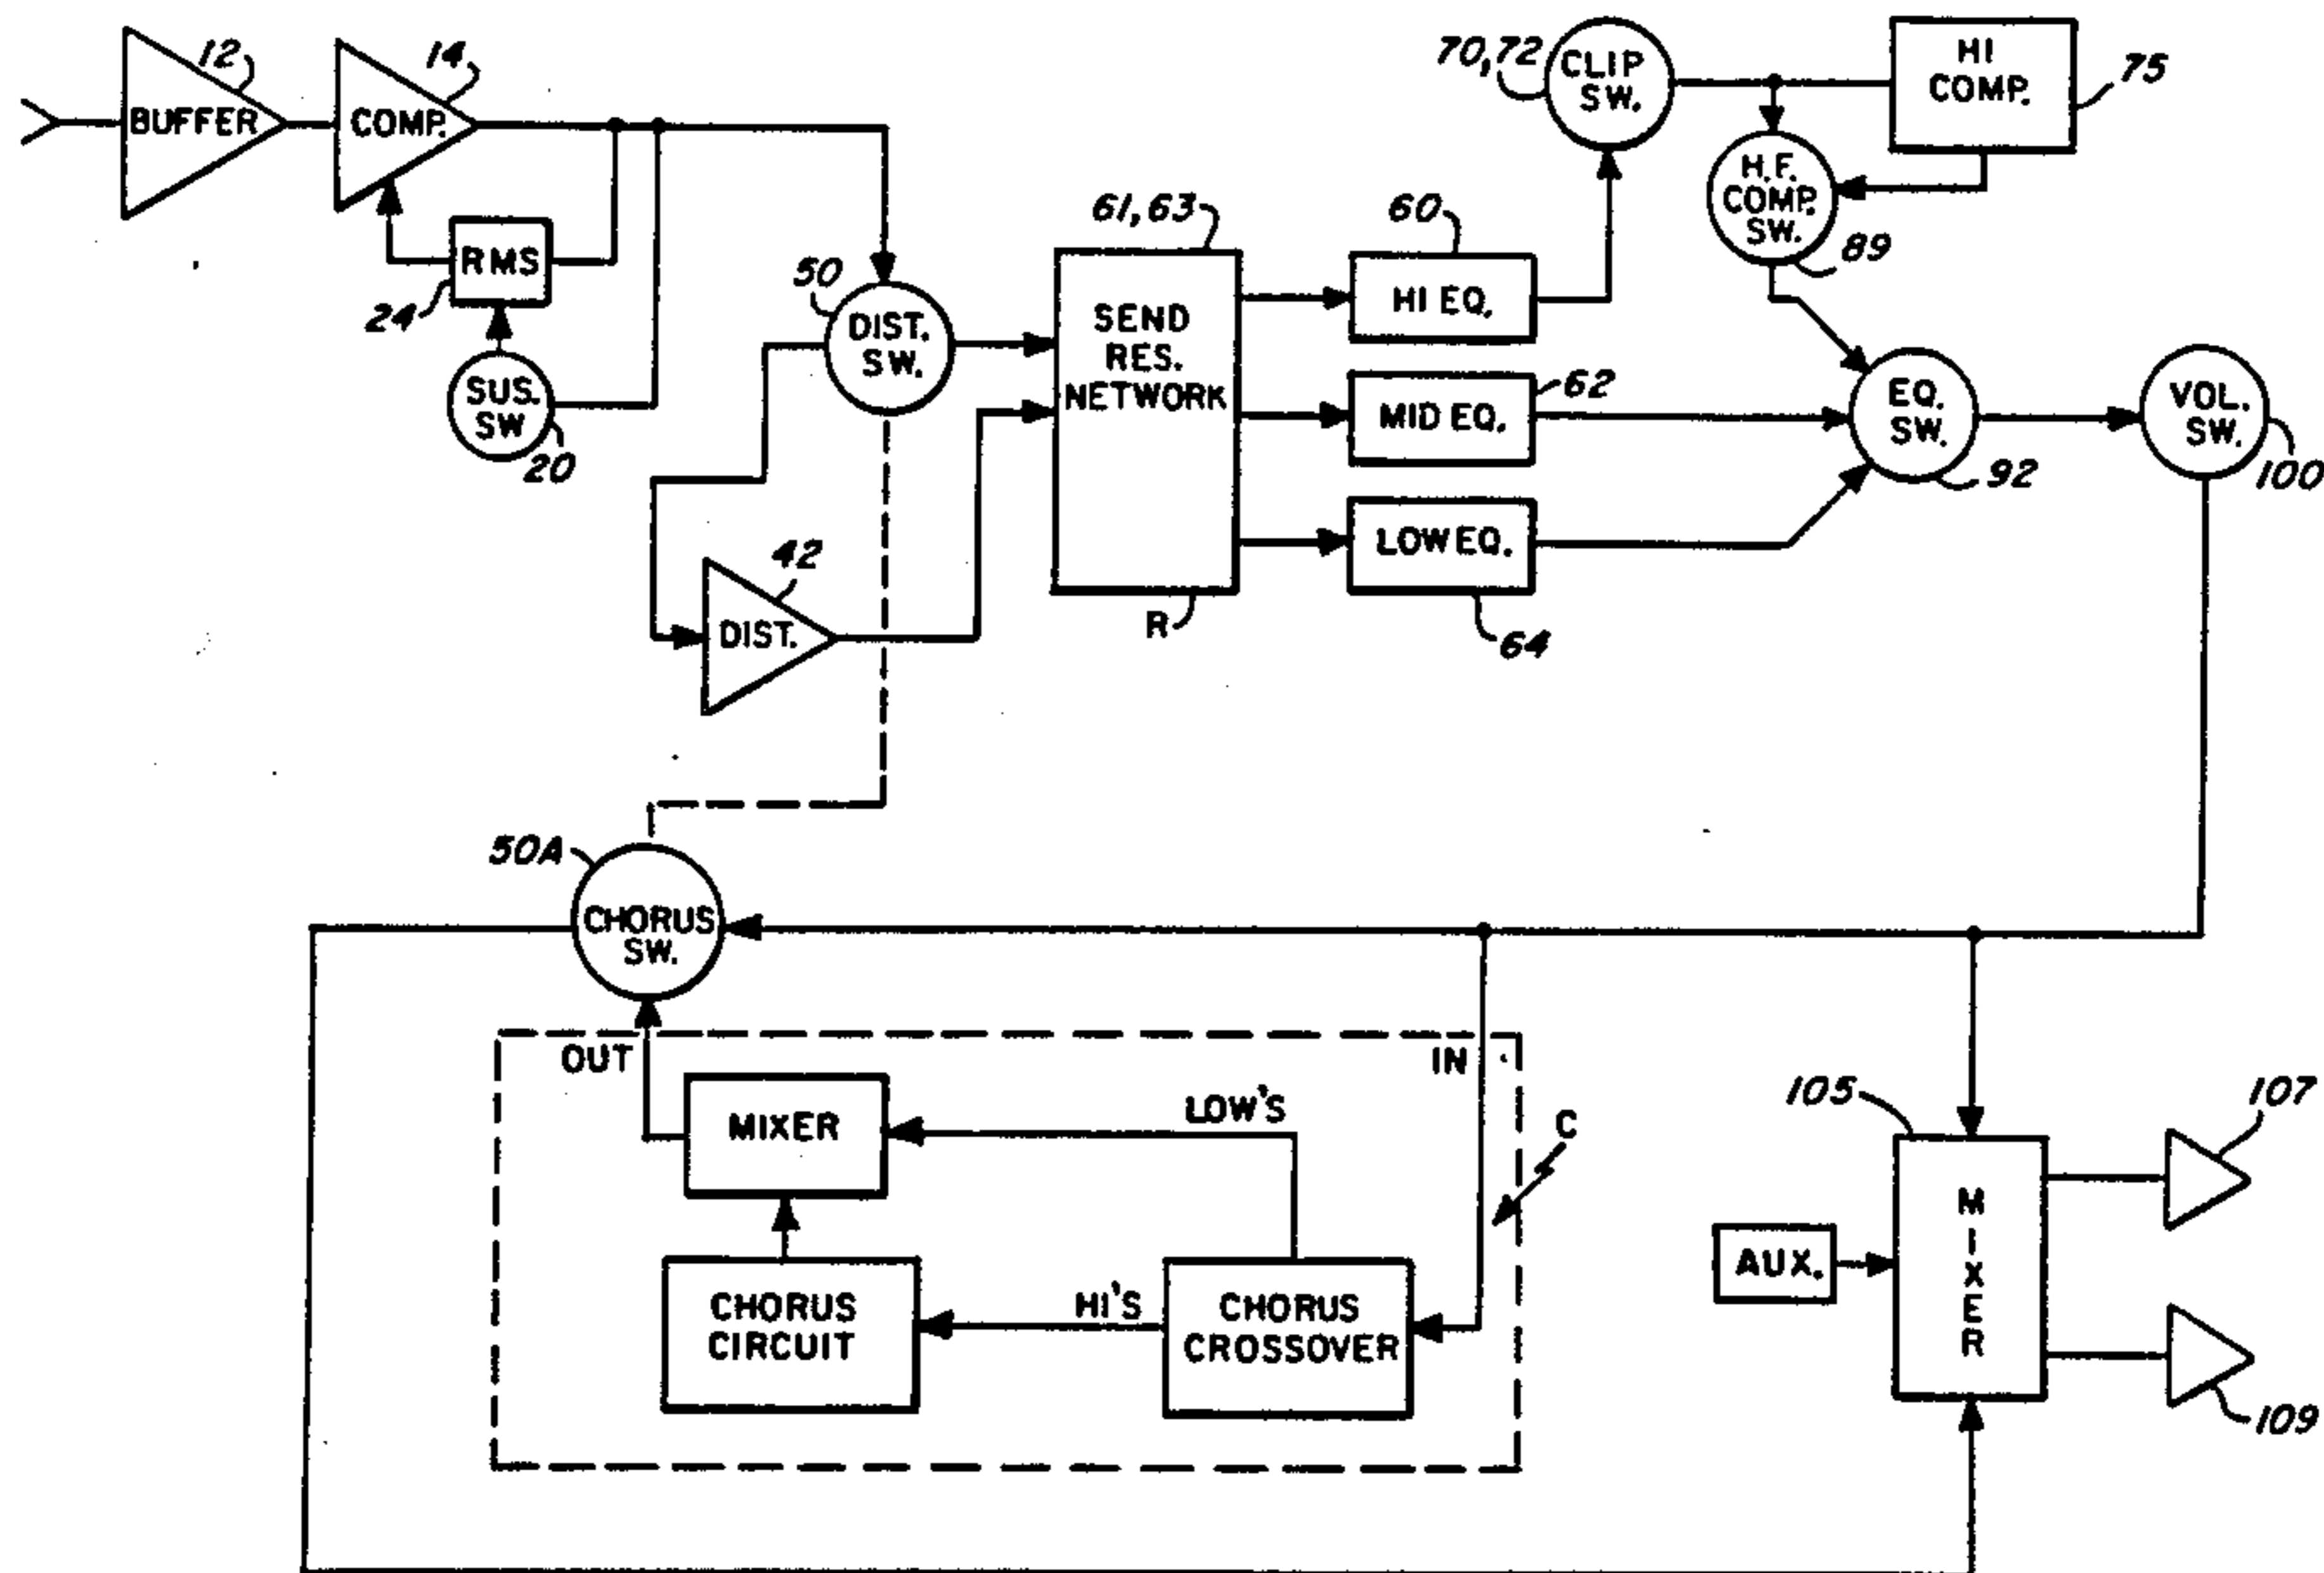 12
BUFFER
14
COMP.
RMS
24
SUS.
SW
20
50
DIST.
SW.
42
DIST.
61,63
SEND
RES.
NETWORK
R
60
HI EQ.
62
MID EQ.
LOW EQ.
64
70,72
CLIP
SW.
HI
COMP.
75
H.F.
COMP.
SW.
89
EQ.
SW.
92
VOL.
SW.
100
50A
CHORUS
SW.
OUT
IN
MIXER
LOW'S
C
CHORUS
CIRCUIT
HI'S
CHORUS
CROSSOVER
105
MIXER
AUX.
107
109